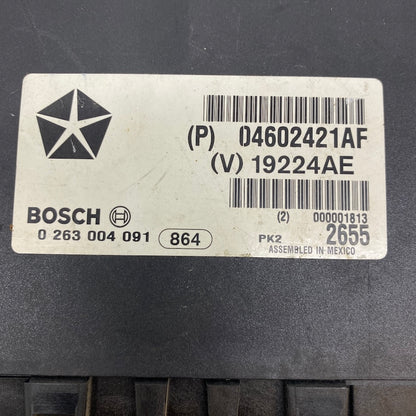 (P) 04602421AF
(V) 19224AE
BOSCH
(2) 000001813
0 263 004 091 864
PK2 2655
ASSEMBLED IN MEXICO